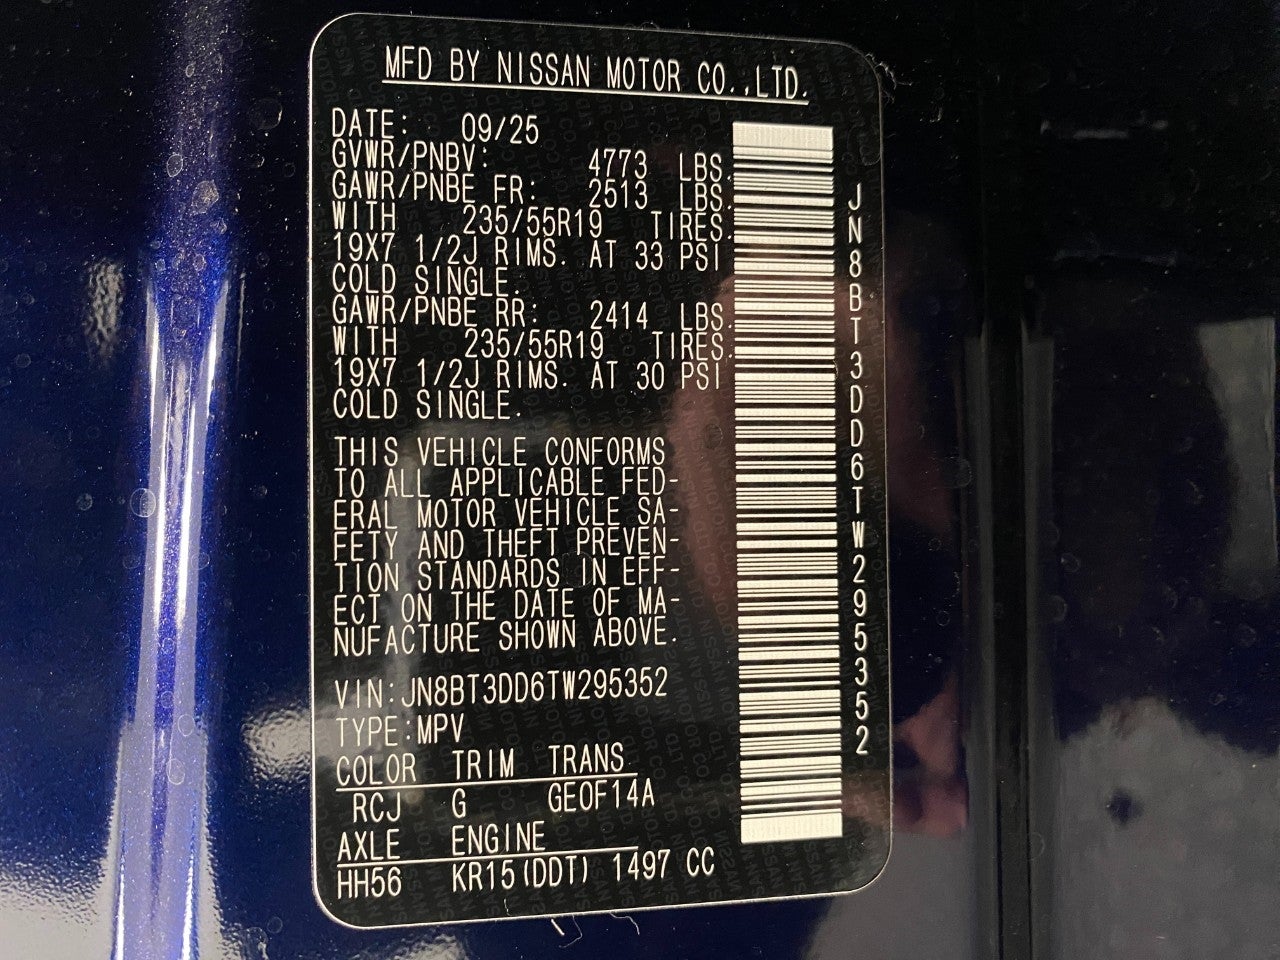 MFD BY NISSAN MOTOR CO.,LTD.
DATE: 09/25
GVWR/PNBV: 4773 LBS.
GAWR/PNBE FR: 2513 LBS.
WITH 235/55R19 TIRES.
19X7 1/2J RIMS. AT 33 PSI
COLD SINGLE.
GAWR/PNBE RR: 2414 LBS.
WITH 235/55R19 TIRES.
19X7 1/2J RIMS. AT 30 PSI
COLD SINGLE.
THIS VEHICLE CONFORMS
TO ALL APPLICABLE FED-
ERAL MOTOR VEHICLE SA-
FETY AND THEFT PREVEN-
TION STANDARDS IN EFF-
ECT ON THE DATE OF MA-
NUFACTURE SHOWN ABOVE.
VIN:JN8BT3DD6TW295352
TYPE:MPV
COLOR TRIM TRANS
RCJ G GE0F14A
AXLE ENGINE
HH56 KR15(DDT) 1497 CC
JN8BT3DD6TW295352